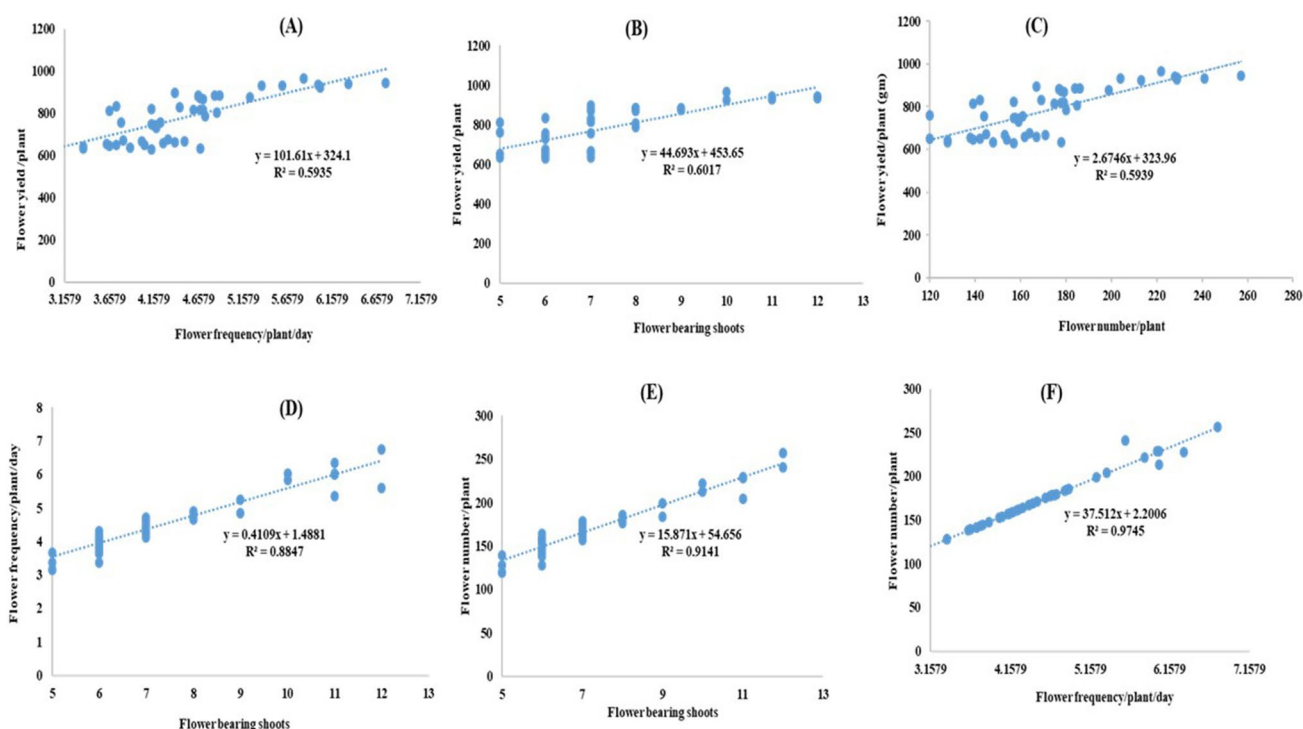 (A)
1200
1000
800
600
400
200
0
Flower yield /plant
y = 101.61x + 324.1
R² = 0.5935
3.1579 3.6579 4.1579 4.6579 5.1579 5.6579 6.1579 6.6579 7.1579
Flower frequency/plant/day
(B)
1200
1000
800
600
400
200
0
Flower yield/plant
y = 44.693x + 453.65
R² = 0.6017
5 6 7 8 9 10 11 12 13
Flower bearing shoots
(C)
1200
1000
800
600
400
200
0
Flower yield/plant (gm)
y = 2.6746x + 323.96
R² = 0.5939
120 140 160 180 200 220 240 260 280
Flower number/plant
(D)
8
7
6
5
4
3
2
1
0
Flower frequency/plant/day
y = 0.4109x + 1.4881
R² = 0.8847
5 6 7 8 9 10 11 12 13
Flower bearing shoots
(E)
300
250
200
150
100
50
0
Flower number/plant
y = 15.871x + 54.656
R² = 0.9141
5 7 9 11 13
Flower bearing shoots
(F)
300
250
200
150
100
50
0
Flower number/plant
y = 37.512x + 2.2006
R² = 0.9745
3.1579 4.1579 5.1579 6.1579 7.1579
Flower frequency/plant/day